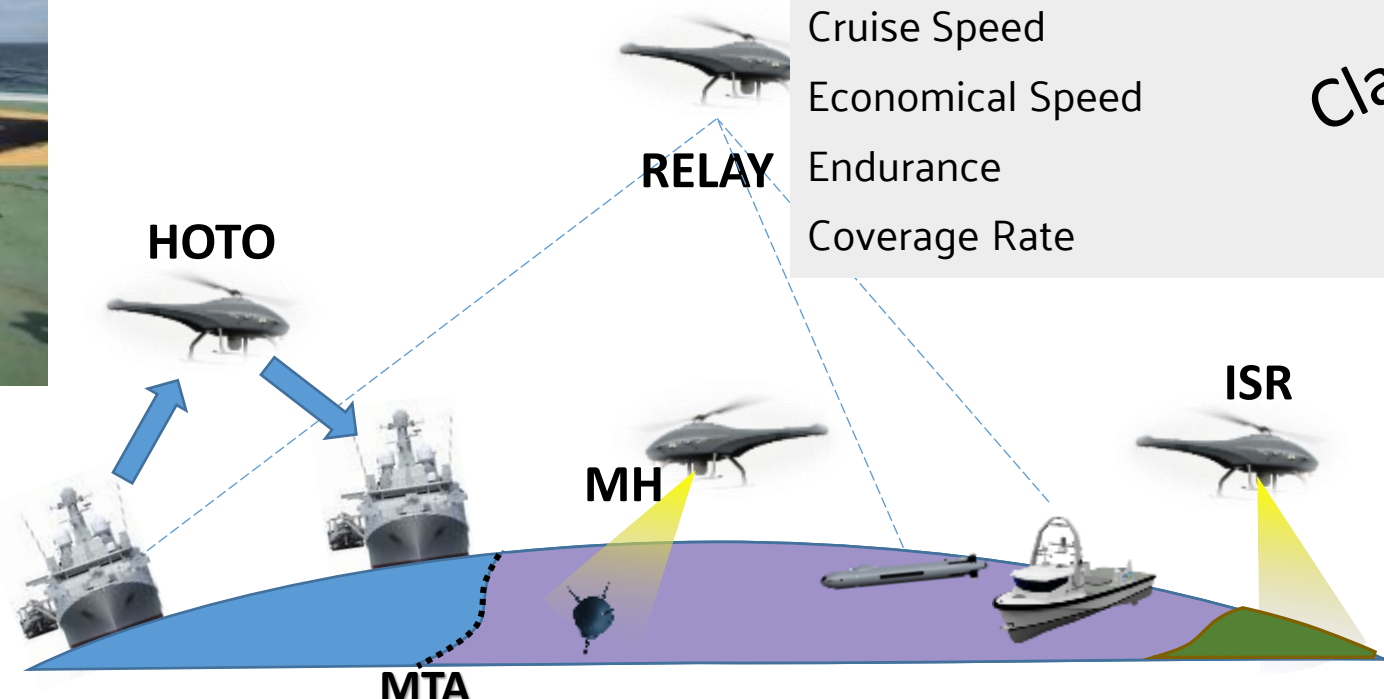 Cruise Speed
Economical Speed
Endurance
Coverage Rate
RELAY
HOTO
ISR
MH
MTA